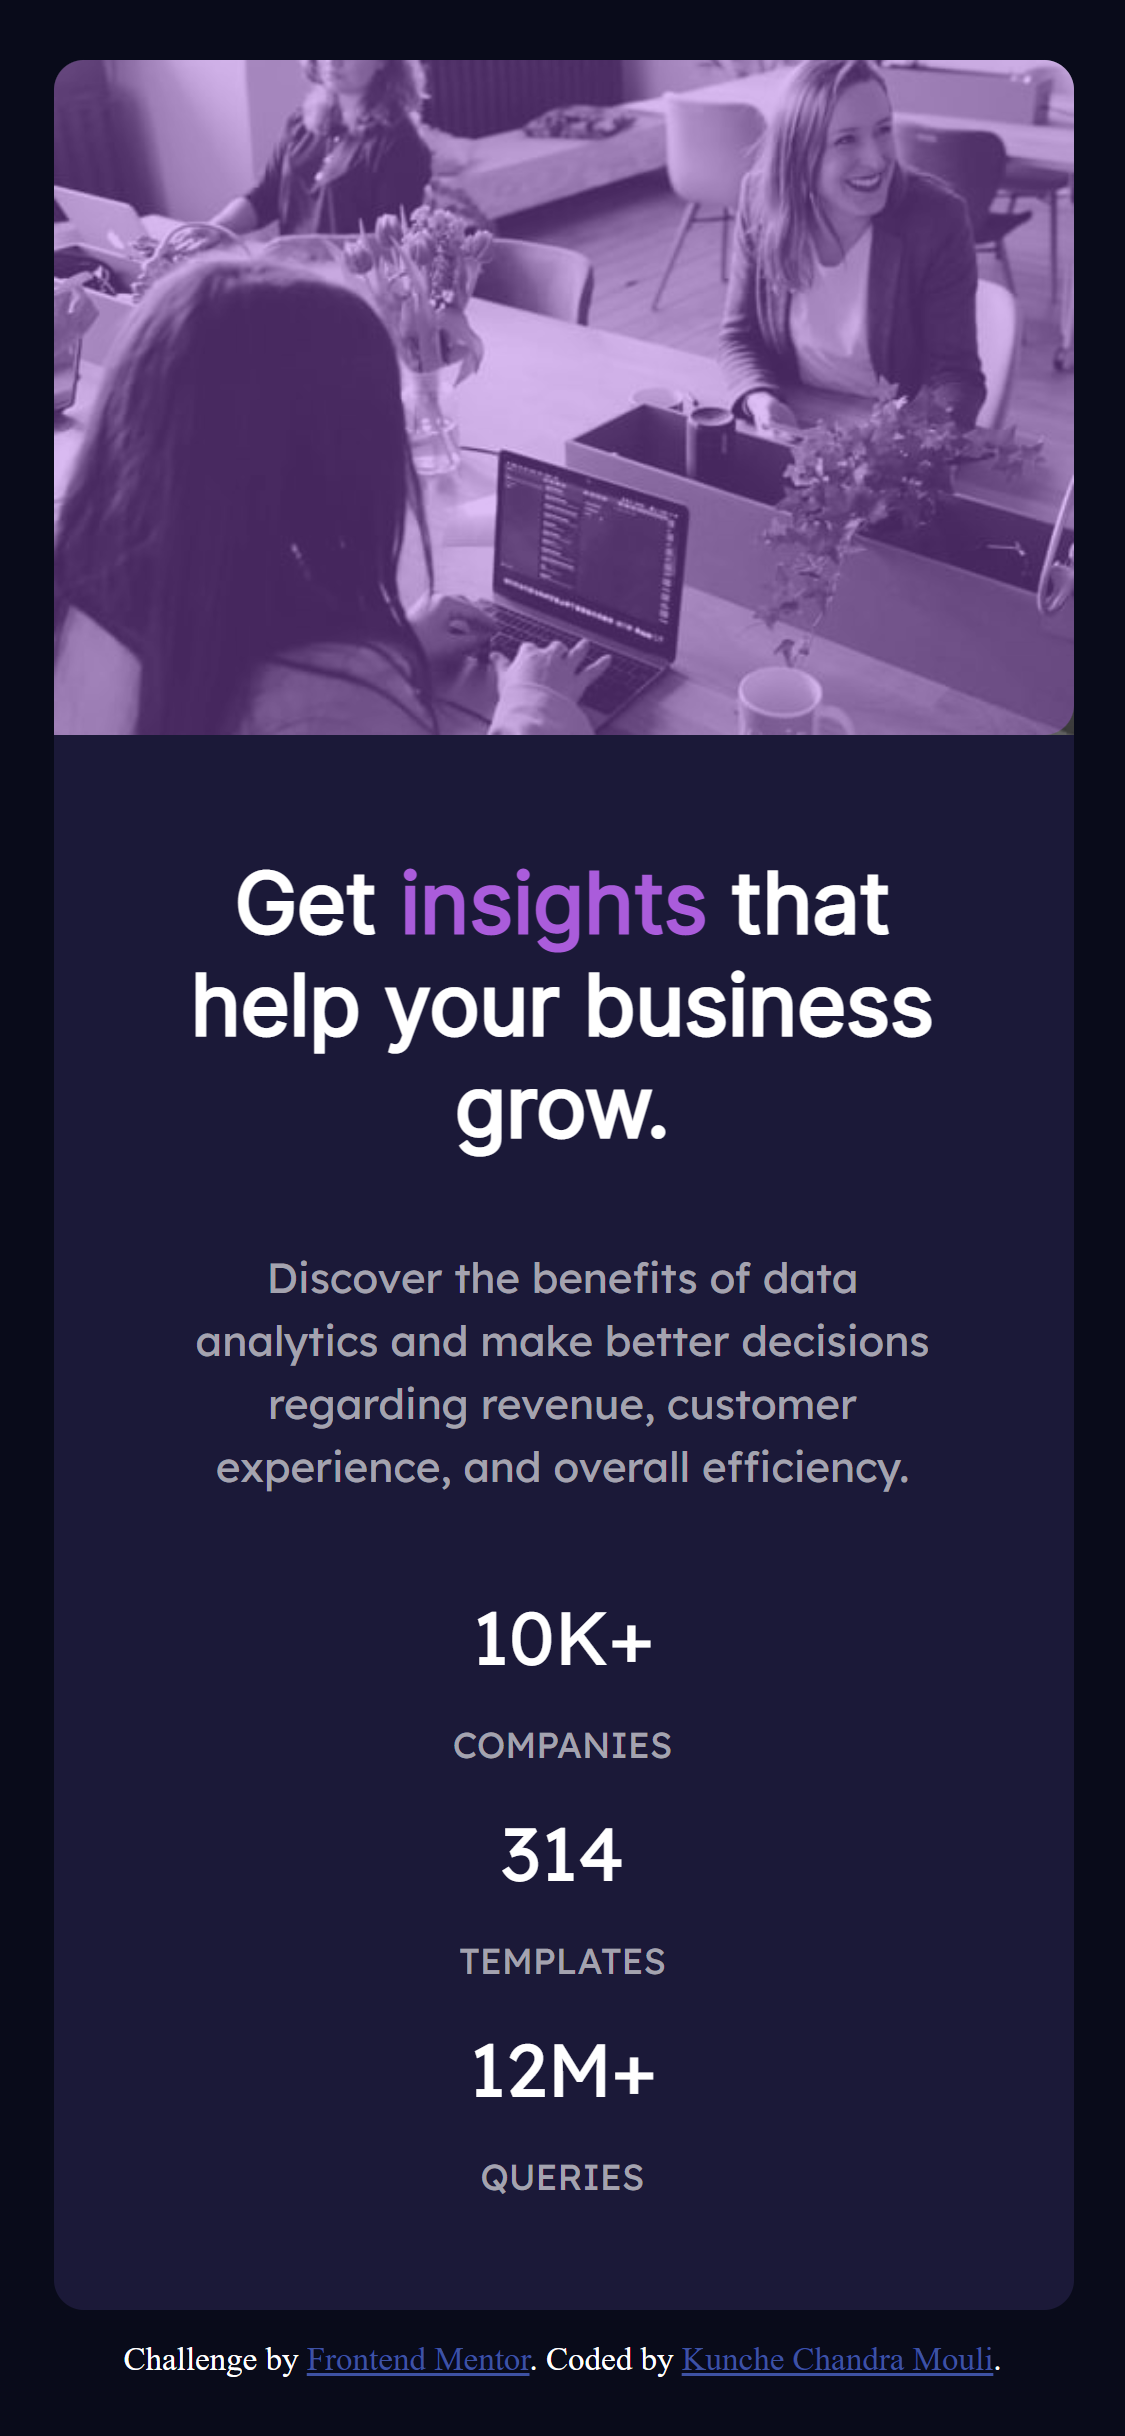 Get insights that
help your business
grow.
Discover the benefits of data
analytics and make better decisions
regarding revenue, customer
experience, and overall efficiency.
10K+
COMPANIES
314
TEMPLATES
12M+
QUERIES
Challenge by Frontend Mentor. Coded by Kunche Chandra Mouli.